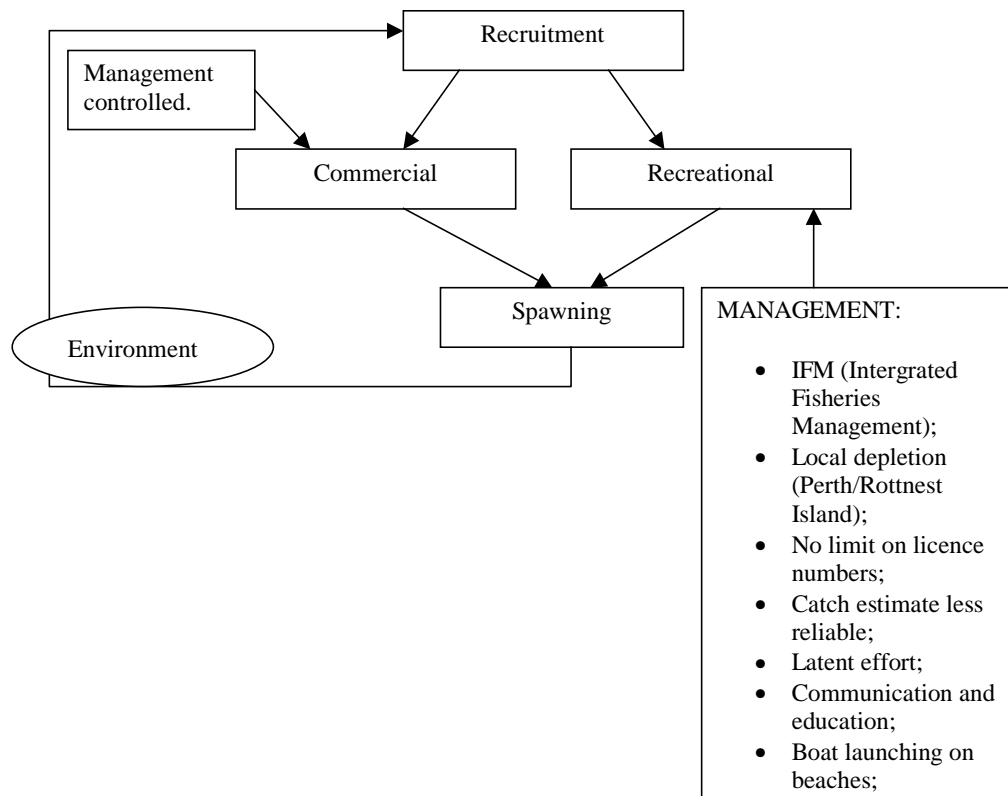 Recruitment
Management
controlled.
Commercial
Recreational
Spawning
Environment
MANAGEMENT:
• IFM (Intergrated
Fisheries
Management);
• Local depletion
(Perth/Rottnest
Island);
• No limit on licence
numbers;
• Catch estimate less
reliable;
• Latent effort;
• Communication and
education;
• Boat launching on
beaches;